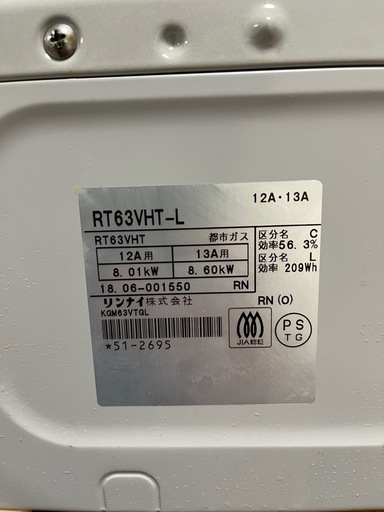 12A・13A
RT63VHT-L
RT63VHT 都市ガス
区分名 C
効率56.3%
12A用 13A用
8.01kW 8.60kW
区分名 L
効率 209Wh
18.06-001550 RN
リンナイ株式会社 RN(O)
KGM63VTGL
JIA認証
PS
TG
*51-2695